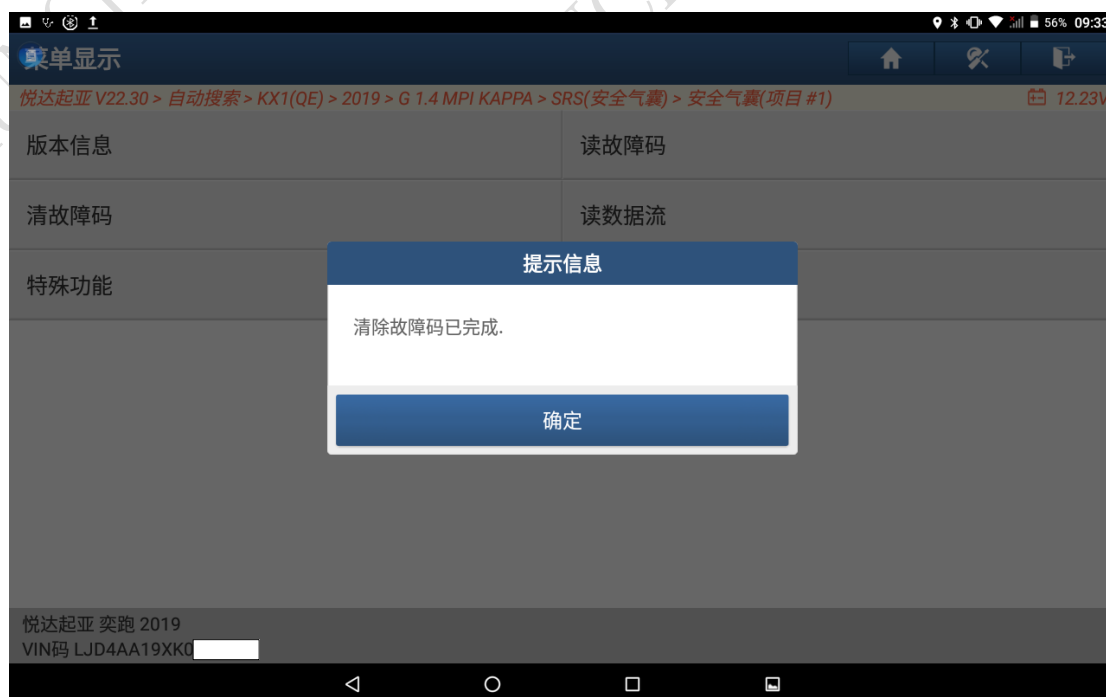 56% 09:33
菜单显示
悦达起亚 V22.30 > 自动搜索 > KX1(QE) > 2019 > G 1.4 MPI KAPPA > SRS(安全气囊) > 安全气囊(项目 #1) 12.23V
版本信息 读故障码
清故障码 读数据流
特殊功能
提示信息
清除故障码已完成.
确定
悦达起亚 奕跑 2019
VIN码 LJD4AA19XK0